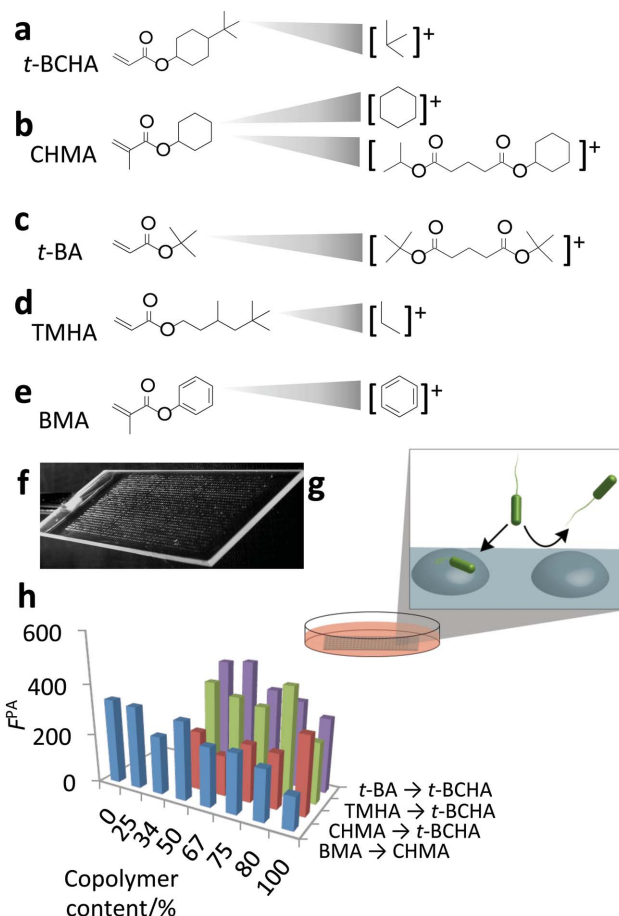 a
t-BCHA
O
O
[ ]+
b
CHMA
O
O
[ ]+
[ O O O O ]+
c
t-BA
O
O
[ O O O O ]+
d
TMHA
O
O
[ ]+
e
BMA
O
O
[ ]+
f
g
h
600
400
200
0
F^PA
0
25
34
50
67
75
80
100
Copolymer
content/%
t-BA → t-BCHA
TMHA → t-BCHA
CHMA → t-BCHA
BMA → CHMA